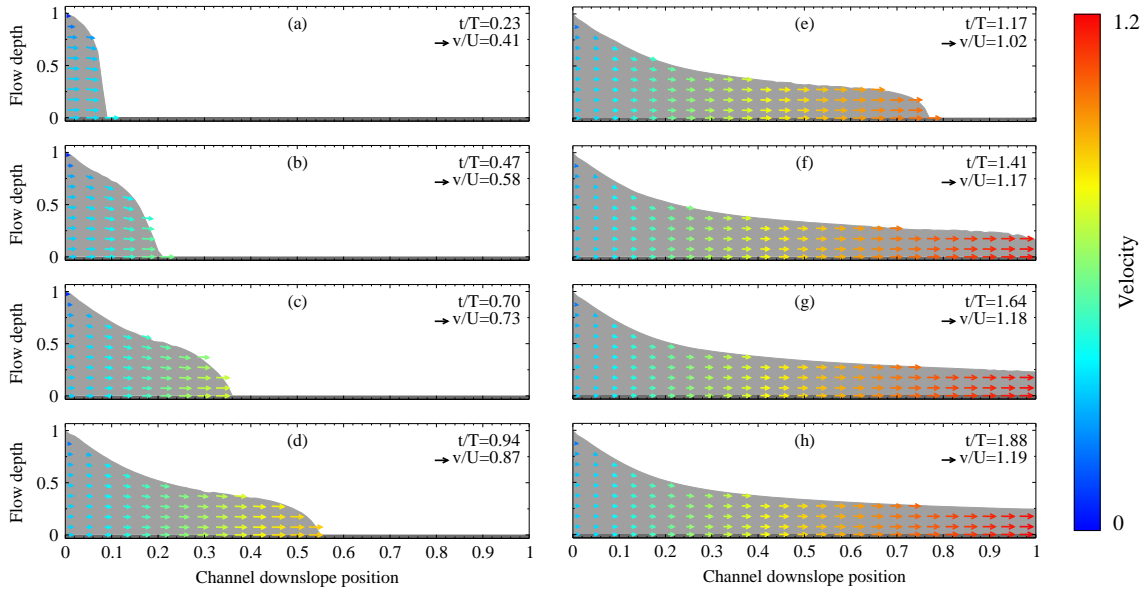 (a)
t/T=0.23
v/U=0.41
Flow depth
1
0.5
0
(b)
t/T=0.47
v/U=0.58
Flow depth
1
0.5
0
(c)
t/T=0.70
v/U=0.73
Flow depth
1
0.5
0
(d)
t/T=0.94
v/U=0.87
Flow depth
1
0.5
0
0 0.1 0.2 0.3 0.4 0.5 0.6 0.7 0.8 0.9 1
Channel downslope position
(e)
t/T=1.17
v/U=1.02
(f)
t/T=1.41
v/U=1.17
(g)
t/T=1.64
v/U=1.18
(h)
t/T=1.88
v/U=1.19
0 0.1 0.2 0.3 0.4 0.5 0.6 0.7 0.8 0.9 1
Channel downslope position
1.2
Velocity
0